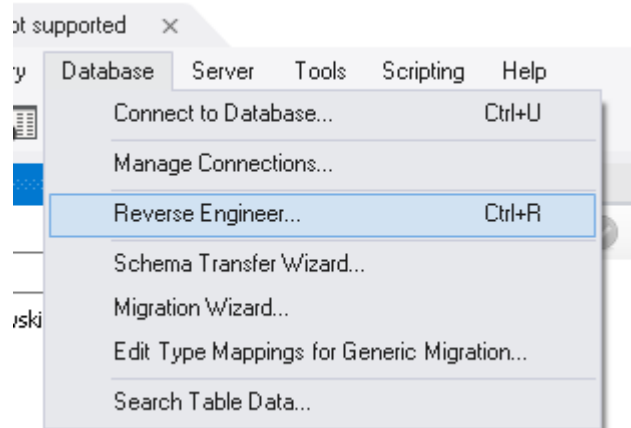 supported ×
Database Server Tools Scripting Help
Connect to Database... Ctrl+U
Manage Connections...
Reverse Engineer... Ctrl+R
Schema Transfer Wizard...
Migration Wizard...
Edit Type Mappings for Generic Migration...
Search Table Data...